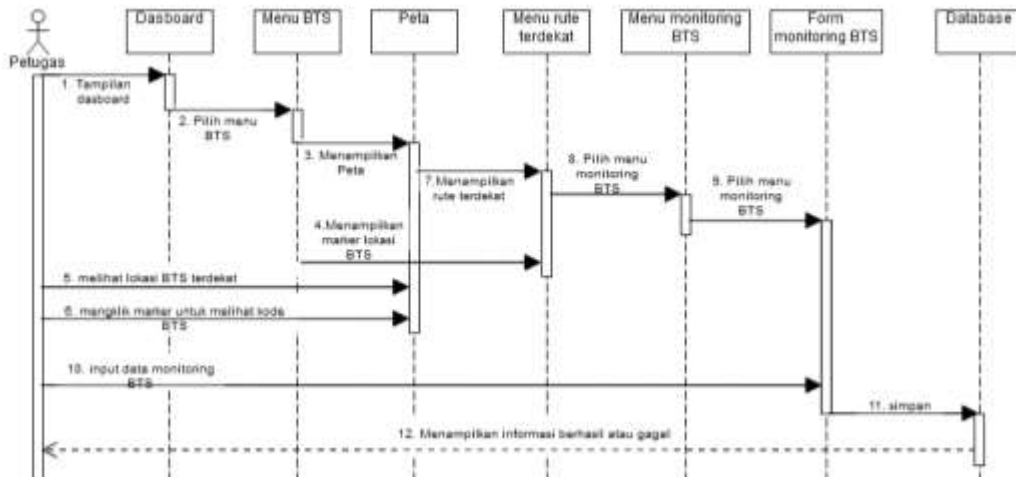 Dasboard
Menu BTS
Peta
Menu rute
terdekat
Menu monitoring
BTS
Form
monitoring BTS
Database
Petugas
1. Tampilan
dasboard
2. Pilih menu
BTS
3. Menampilkan
Peta
7.Menampilkan
rute terdekat
8. Pilih menu
monitoring
BTS
9. Pilih menu
monitoring
BTS
4.Menampilkan
marker lokasi
BTS
5. melihat lokasi BTS terdekat
6. mengklik marker untuk melihat kode
BTS
10. input data monitoring
BTS
11. simpan
12. Menampilkan informasi berhasil atau gagal